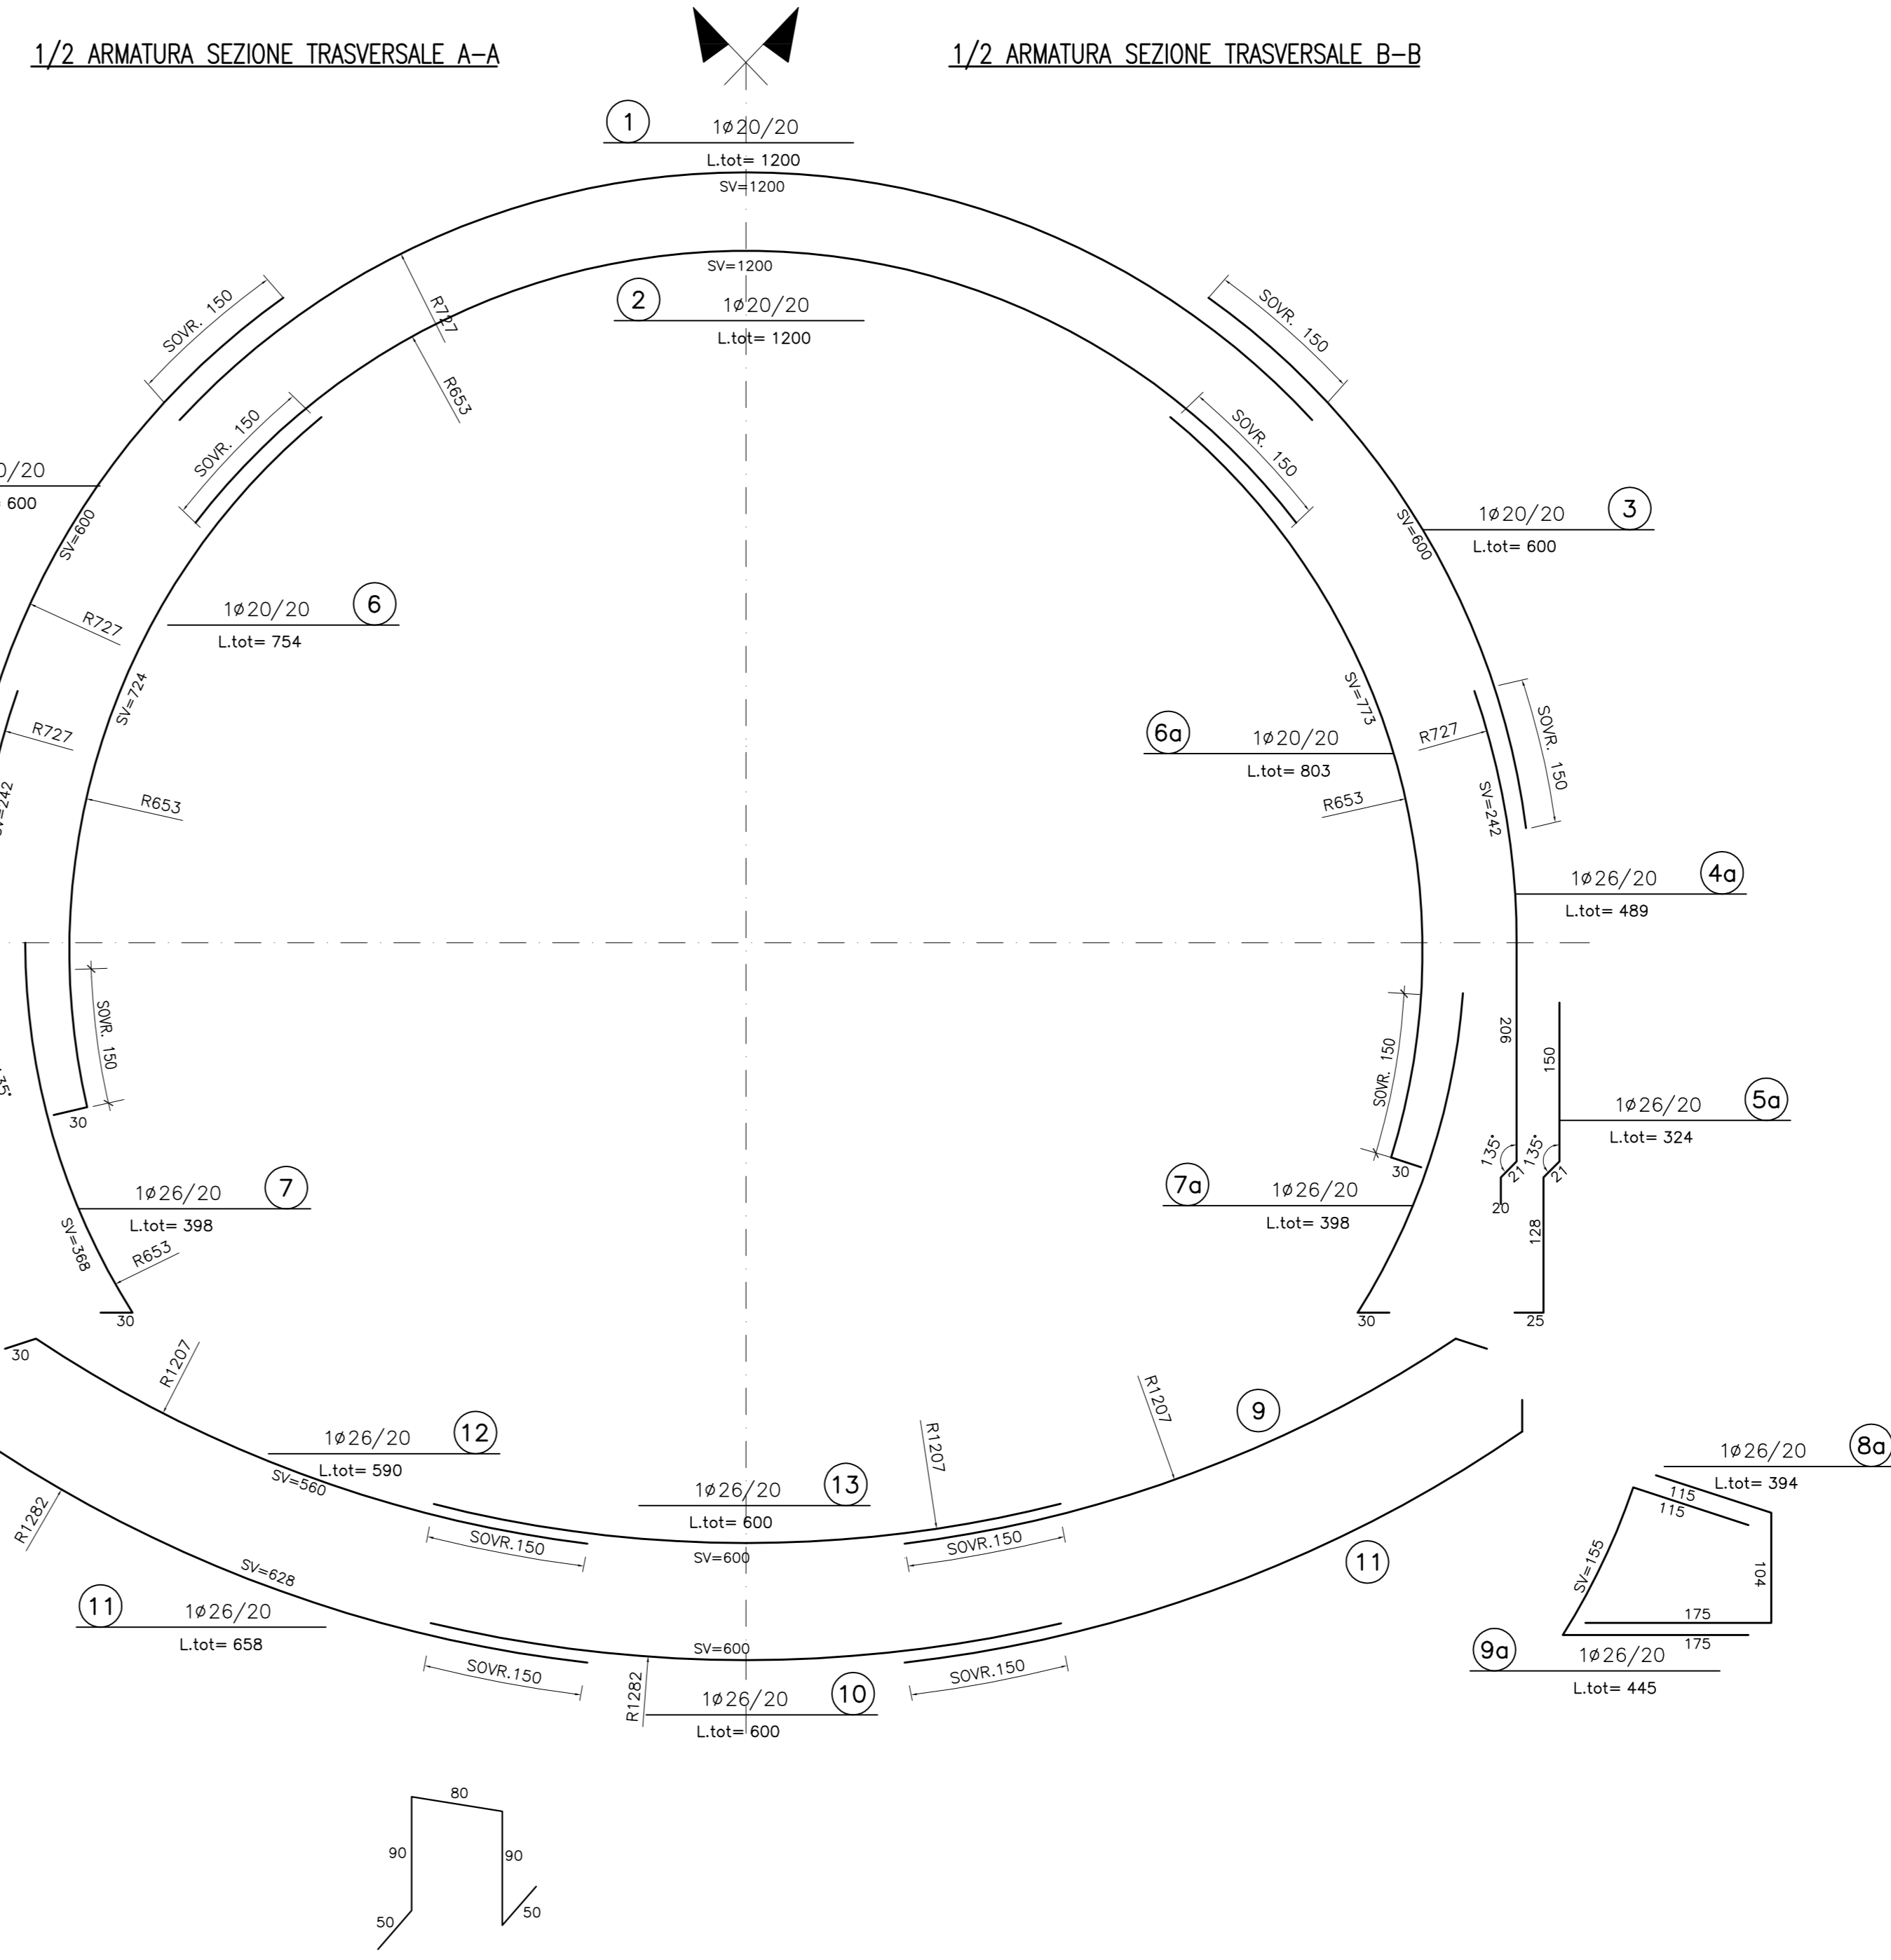 1/2 ARMATURA SEZIONE TRASVERSALE A-A
1/2 ARMATURA SEZIONE TRASVERSALE B-B
1
1ø20/20
L.tot= 1200
SV=1200
SV=1200
2
1ø20/20
L.tot= 1200
R727
R653
SOVR. 150
SOVR. 150
SOVR. 150
SOVR. 150
0/20
= 600
SV=600
R727
R727
SV=242
6
1ø20/20
L.tot= 754
SV=724
R653
3
1ø20/20
L.tot= 600
SV=600
SV=773
6a
1ø20/20
L.tot= 803
R653
R727
SV=242
SOVR. 150
4a
1ø26/20
L.tot= 489
206
150
5a
1ø26/20
L.tot= 324
135°
135°
21
21
20
128
25
135°
SOVR. 150
30
SOVR. 150
30
7
1ø26/20
L.tot= 398
SV=368
R653
30
7a
1ø26/20
L.tot= 398
30
30
R1207
12
1ø26/20
L.tot= 590
SV=560
13
1ø26/20
L.tot= 600
SV=600
R1207
R1207
9
SOVR.150
SOVR.150
R1282
SV=628
11
1ø26/20
L.tot= 658
11
SV=600
SOVR.150
SOVR.150
R1282
10
1ø26/20
L.tot= 600
8a
1ø26/20
L.tot= 394
115
115
SV=155
104
175
175
9a
1ø26/20
L.tot= 445
80
90
90
50
50